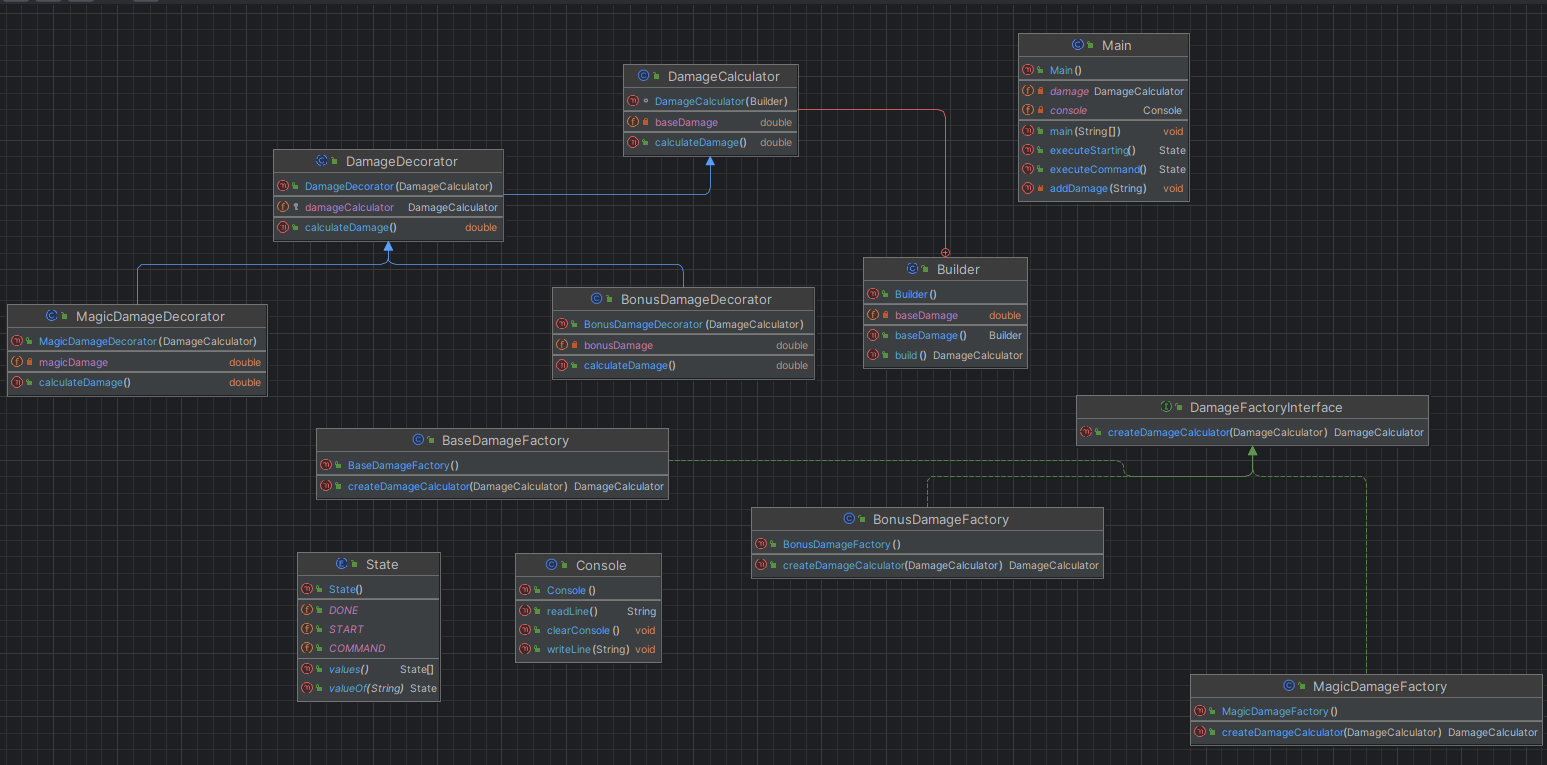 Main
Main()
damage DamageCalculator
console Console
main(String[]) void
executeStarting() State
executeCommand() State
addDamage(String) void
DamageCalculator
DamageCalculator(Builder)
baseDamage double
calculateDamage() double
DamageDecorator
DamageDecorator(DamageCalculator)
damageCalculator DamageCalculator
calculateDamage() double
Builder
Builder()
baseDamage double
baseDamage() Builder
build() DamageCalculator
BonusDamageDecorator
BonusDamageDecorator(DamageCalculator)
bonusDamage double
calculateDamage() double
MagicDamageDecorator
MagicDamageDecorator(DamageCalculator)
magicDamage double
calculateDamage() double
DamageFactoryInterface
createDamageCalculator(DamageCalculator) DamageCalculator
BaseDamageFactory
BaseDamageFactory()
createDamageCalculator(DamageCalculator) DamageCalculator
BonusDamageFactory
BonusDamageFactory()
createDamageCalculator(DamageCalculator) DamageCalculator
State
State()
DONE
START
COMMAND
values() State[]
valueOf(String) State
Console
Console()
readLine() String
clearConsole() void
writeLine(String) void
MagicDamageFactory
MagicDamageFactory()
createDamageCalculator(DamageCalculator) DamageCalculator